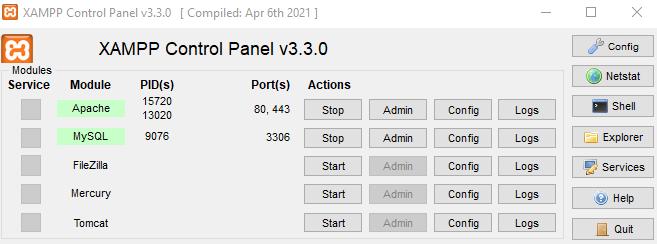 XAMPP Control Panel v3.3.0 [ Compiled: Apr 6th 2021 ]
XAMPP Control Panel v3.3.0
Config
Modules
Service Module PID(s) Port(s) Actions
Netstat
Apache 15720 13020 80, 443 Stop Admin Config Logs
Shell
MySQL 9076 3306 Stop Admin Config Logs
Explorer
FileZilla Start Admin Config Logs
Services
Mercury Start Admin Config Logs
Help
Tomcat Start Admin Config Logs
Quit